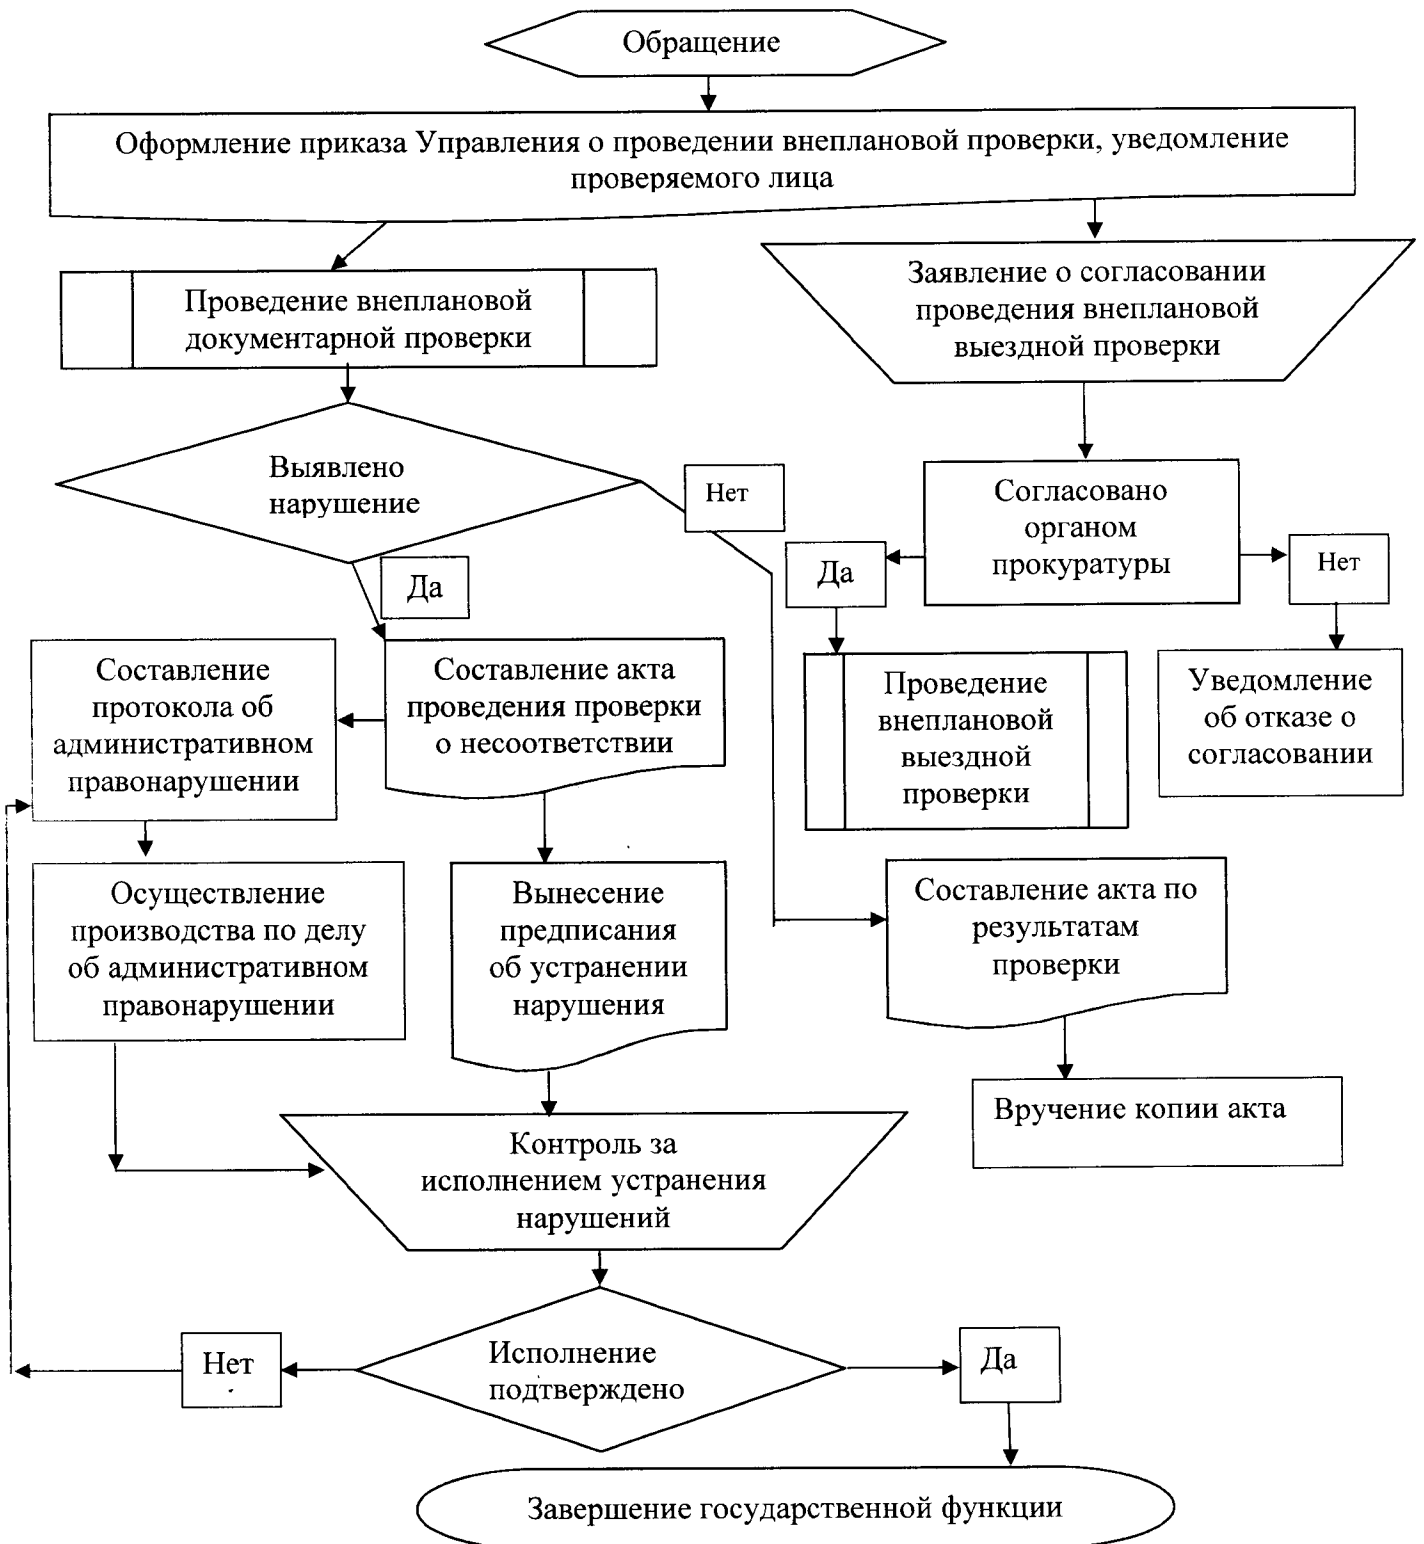 Обращение
Оформление приказа Управления о проведении внеплановой проверки, уведомление
проверяемого лица
Проведение внеплановой
документарной проверки
Заявление о согласовании
проведения внеплановой
выездной проверки
Выявлено
нарушение
Нет
Согласовано
органом
прокуратуры
Да
Нет
Да
Составление
протокола об
административном
правонарушении
Составление акта
проведения проверки
о несоответствии
Проведение
внеплановой
выездной
проверки
Уведомление
об отказе о
согласовании
Осуществление
производства по делу
об административном
правонарушении
Вынесение
предписания
об устранении
нарушения
Составление акта по
результатам
проверки
Вручение копии акта
Контроль за
исполнением устранения
нарушений
Исполнение
подтверждено
Нет
Да
Завершение государственной функции